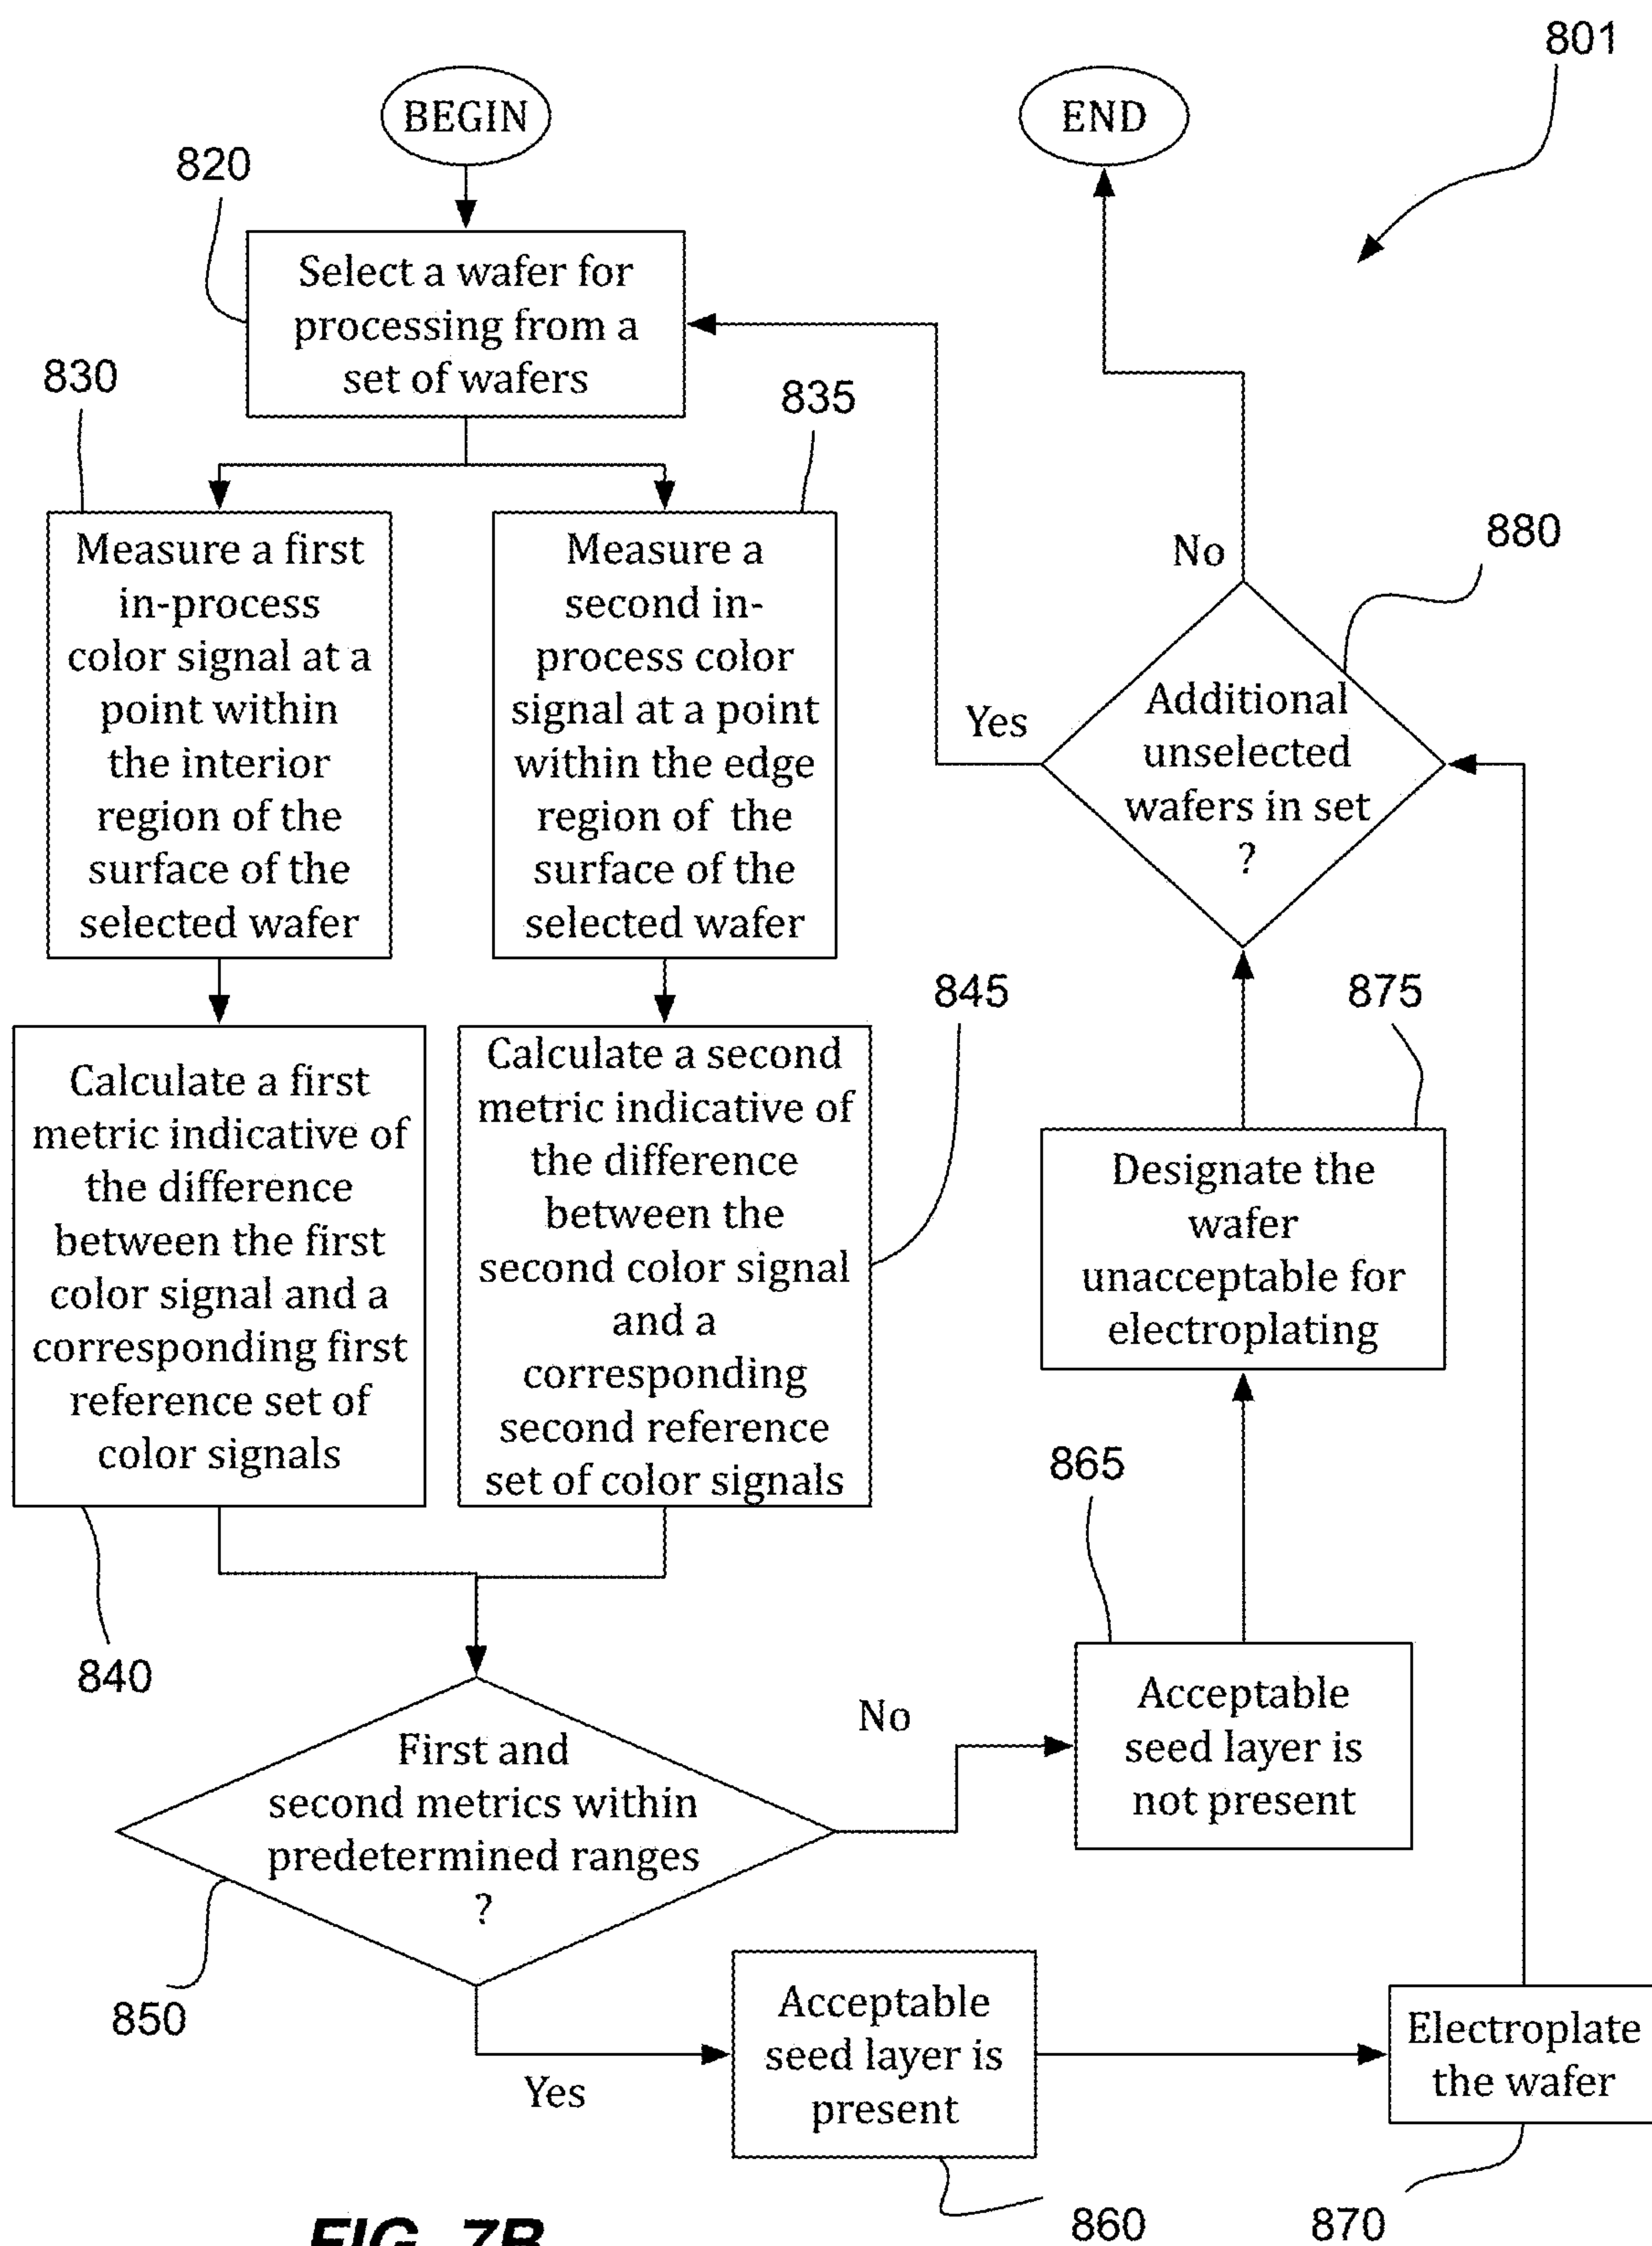 801
BEGIN
END
820
Select a wafer for
processing from a
set of wafers
830
835
Measure a first
in-process
color signal at a
point within
the interior
region of the
surface of the
selected wafer
Measure a
second in-
process color
signal at a point
within the edge
region of the
surface of the
selected wafer
No
880
Yes
Additional
unselected
wafers in set
?
845
875
Calculate a first
metric indicative of
the difference
between the first
color signal and a
corresponding first
reference set of
color signals
Calculate a second
metric indicative of
the difference
between the
second color signal
and a
corresponding
second reference
set of color signals
Designate the
wafer
unacceptable for
electroplating
865
840
First and
second metrics within
predetermined ranges
?
No
Acceptable
seed layer is
not present
850
Yes
Acceptable
seed layer is
present
Electroplate
the wafer
860
870
FIG. 7B